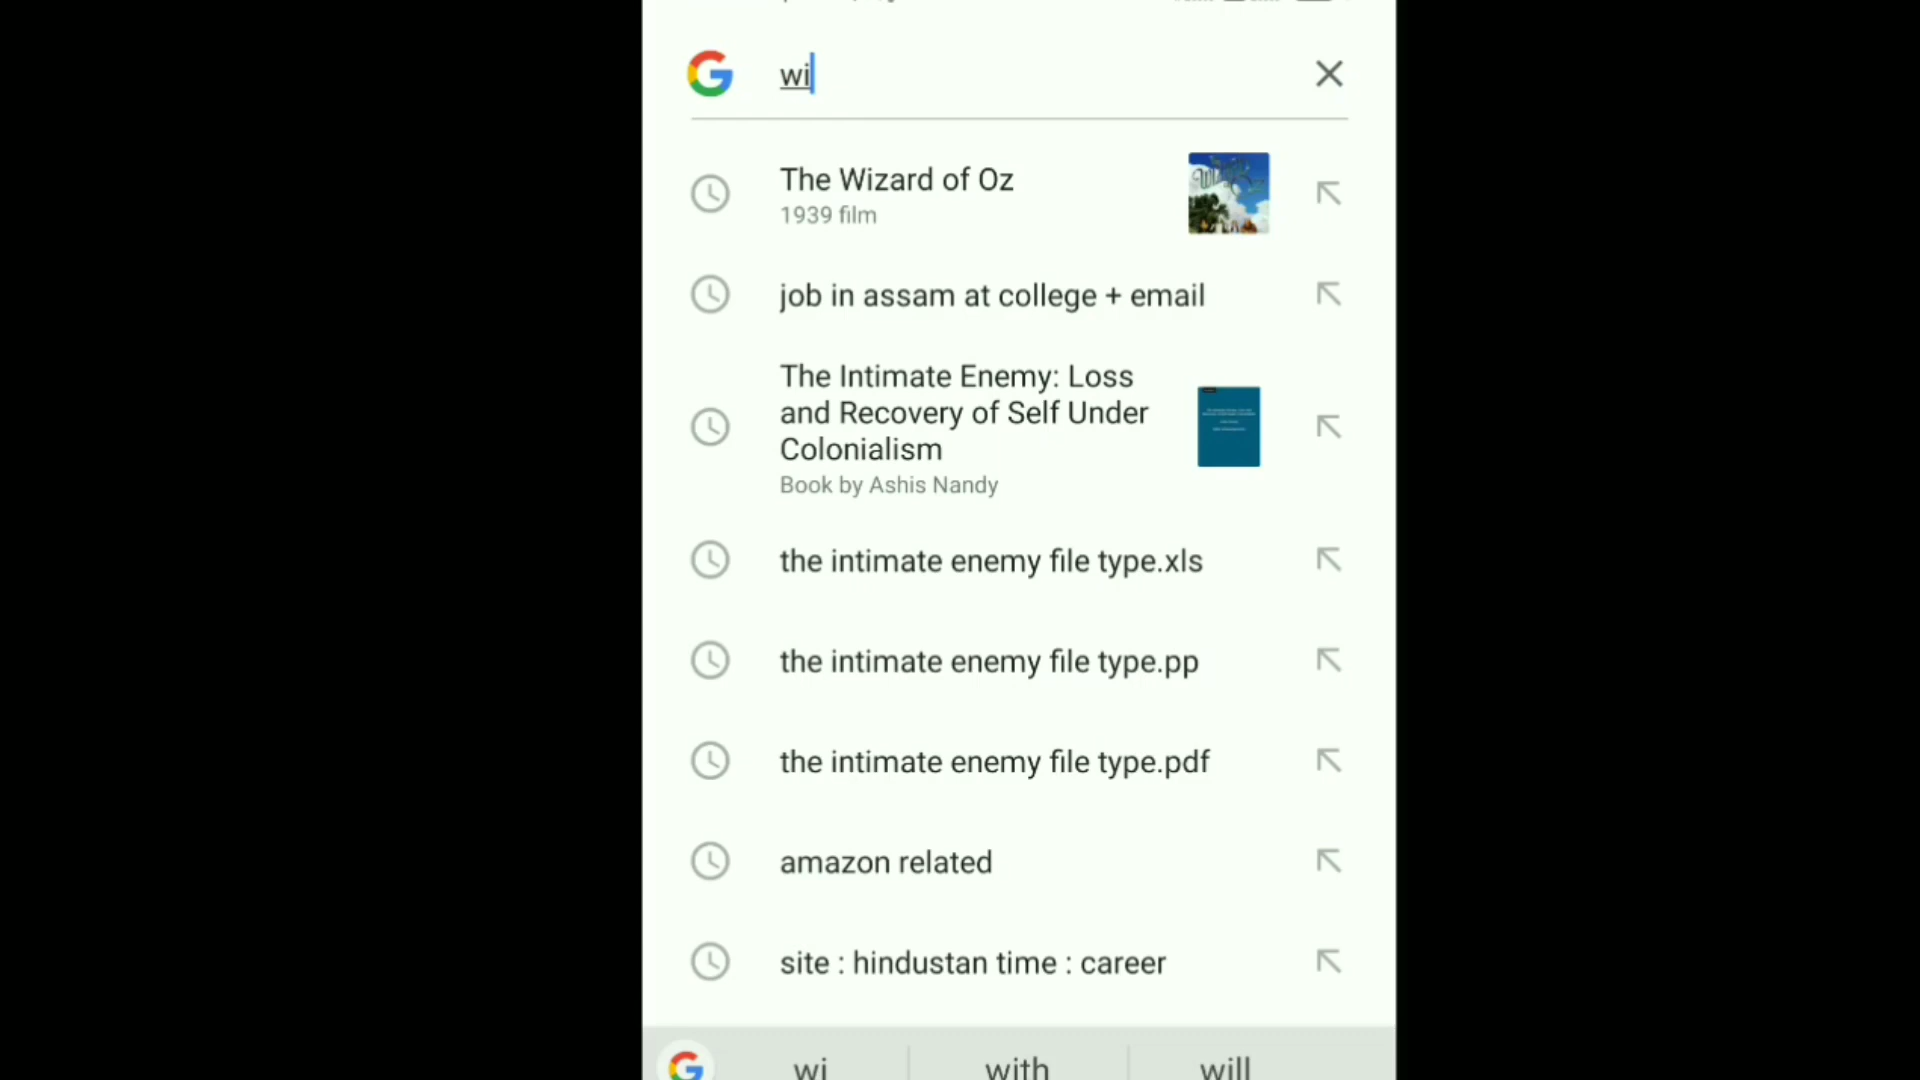 wi
The Wizard of Oz
1939 film
job in assam at college + email
The Intimate Enemy: Loss
and Recovery of Self Under
Colonialism
Book by Ashis Nandy
the intimate enemy file type.xls
the intimate enemy file type.pp
the intimate enemy file type.pdf
amazon related
site : hindustan time : career
wi with will